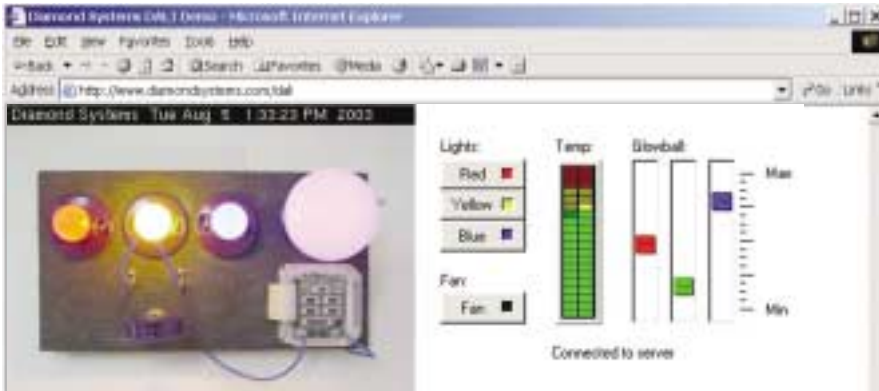 Diamond Systems DAL1 Demo - Microsoft Internet Explorer
File Edit View Favorites Tools Help
Back Search Favorites Media
Address http://www.diamondsystems.com/dal
Go Links
Diamond Systems Tue Aug 5 1:33:23 PM 2003
Lights: Temp: Glowball:
Red
Yellow
Blue
Max
Fan:
Fan
Min
Connected to server